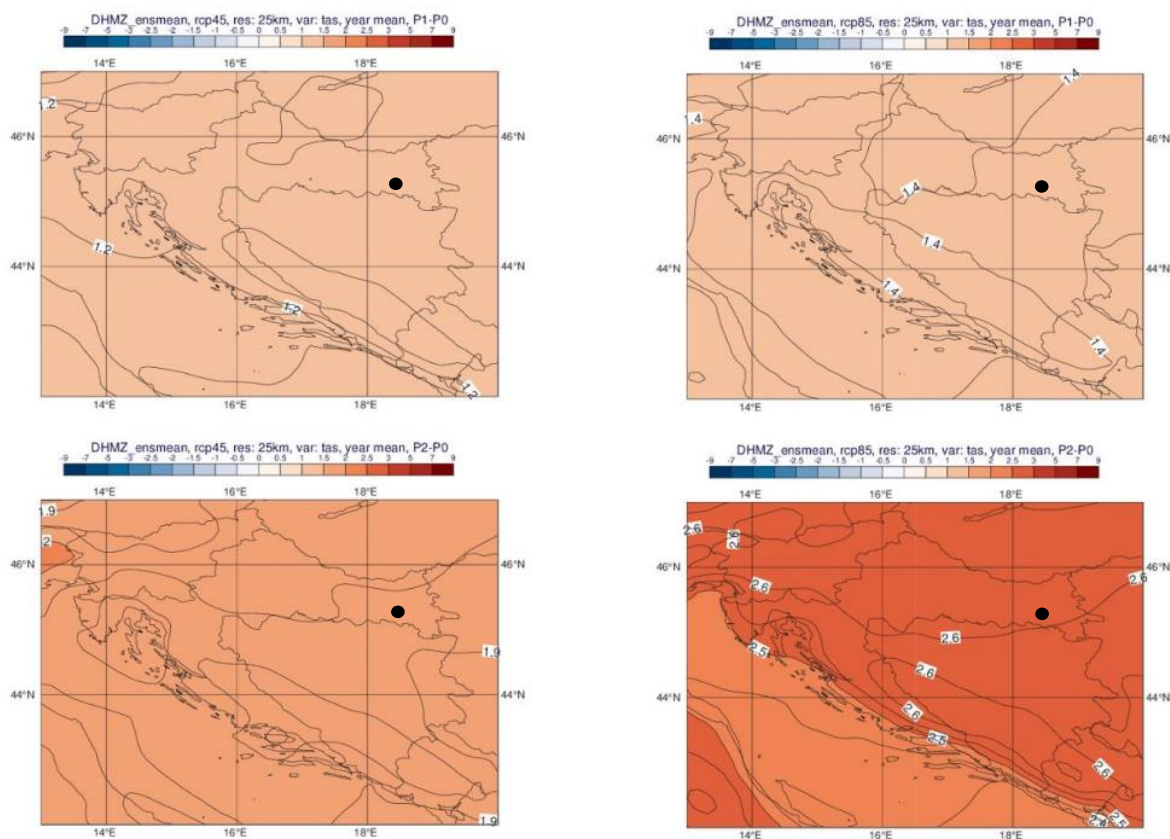 DHMZ_ensmean, rcp45, res: 25km, var: tas, year mean, P1-P0
-9 -7 -5 -3 -2.5 -2 -1.5 -1 -0.5 0 0.5 1 1.5 2 2.5 3 5 7 9
14°E 16°E 18°E
1.2
46°N 46°N
1.2
44°N 44°N
1.2
1.2
14°E 16°E 18°E
DHMZ_ensmean, rcp85, res: 25km, var: tas, year mean, P1-P0
-9 -7 -5 -3 -2.5 -2 -1.5 -1 -0.5 0 0.5 1 1.5 2 2.5 3 5 7 9
14°E 16°E 18°E
1.4
1.4
46°N 46°N
1.4
1.4
44°N 44°N
1.4
1.4
14°E 16°E 18°E
DHMZ_ensmean, rcp45, res: 25km, var: tas, year mean, P2-P0
-9 -7 -5 -3 -2.5 -2 -1.5 -1 -0.5 0 0.5 1 1.5 2 2.5 3 5 7 9
14°E 16°E 18°E
1.9
2
46°N 46°N
1.9
44°N 44°N
1.9
14°E 16°E 18°E
DHMZ_ensmean, rcp85, res: 25km, var: tas, year mean, P2-P0
-9 -7 -5 -3 -2.5 -2 -1.5 -1 -0.5 0 0.5 1 1.5 2 2.5 3 5 7 9
14°E 16°E 18°E
2.6
2.6
46°N 46°N
2.6
2.6
2.6
2.5
2.6
44°N 44°N
2.6
2.5
2.6
2.5
2.4
14°E 16°E 18°E